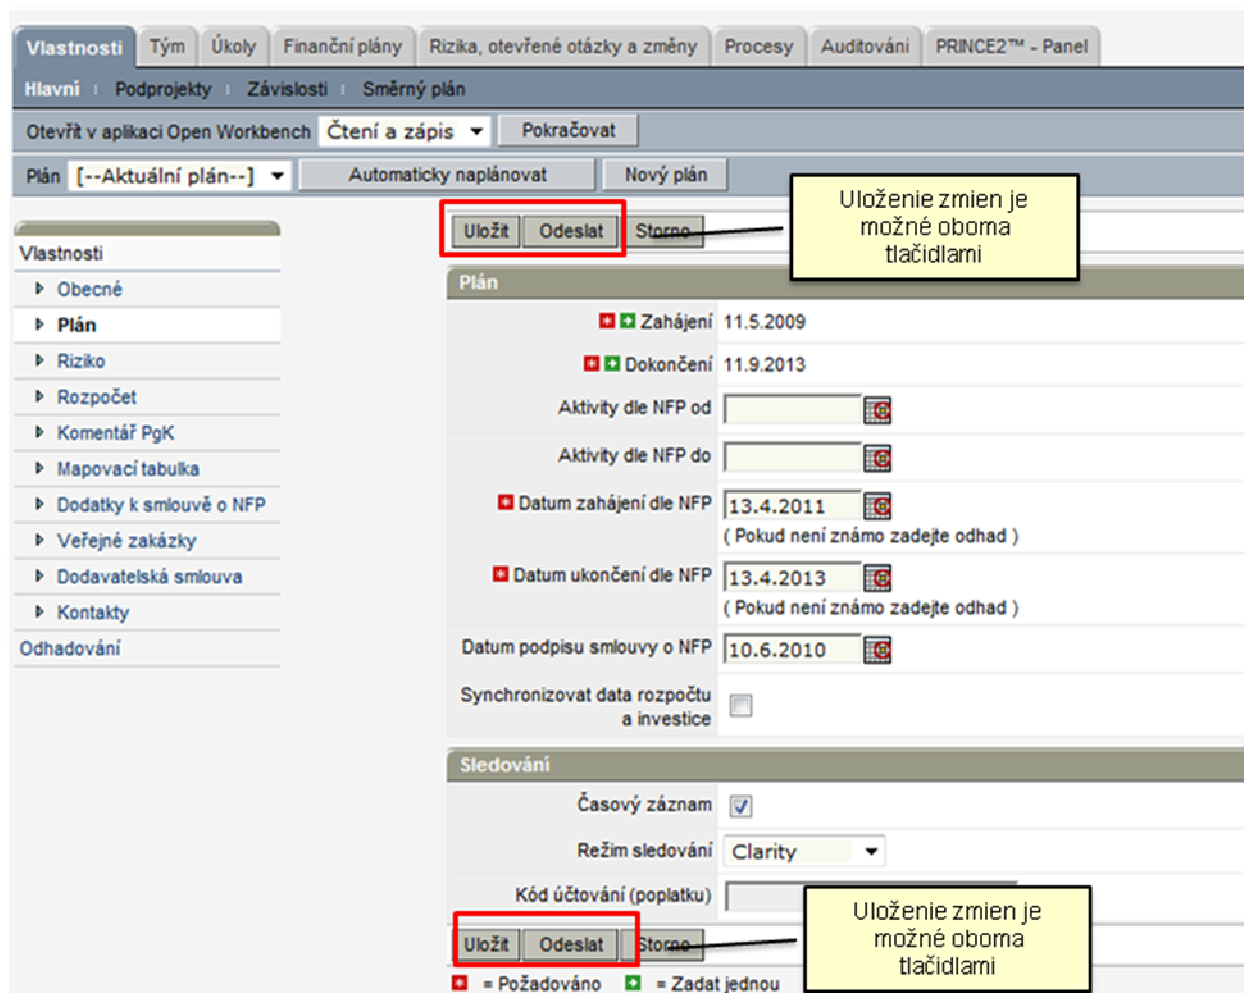 Vlastnosti Tým Úkoly Finanční plány Rizika, otevřené otázky a změny Procesy Auditování PRINCE2™ - Panel
Hlavní Podprojekty Závislosti Směrný plán
Otevřít v aplikaci Open Workbench Čtení a zápis Pokračovat
Plán [--Aktuální plán--] Automaticky naplánovat Nový plán
Uložit Odeslat Storno
Uloženie zmien je
možné oboma
tlačidlami
Vlastnosti
Obecné
Plán
Riziko
Rozpočet
Komentář PgK
Mapovací tabulka
Dodatky k smlouvě o NFP
Veřejné zakázky
Dodavatelská smlouva
Kontakty
Odhadování
Plán
Zahájení 11.5.2009
Dokončení 11.9.2013
Aktivity dle NFP od
Aktivity dle NFP do
Datum zahájení dle NFP 13.4.2011
( Pokud není známo zadejte odhad )
Datum ukončení dle NFP 13.4.2013
( Pokud není známo zadejte odhad )
Datum podpisu smlouvy o NFP 10.6.2010
Synchronizovat data rozpočtu
a investice
Sledování
Časový záznam
Režim sledování Clarity
Kód účtování (poplatku)
Uloženie zmien je
možné oboma
tlačidlami
Uložit Odeslat Storno
= Požadováno = Zadat jednou